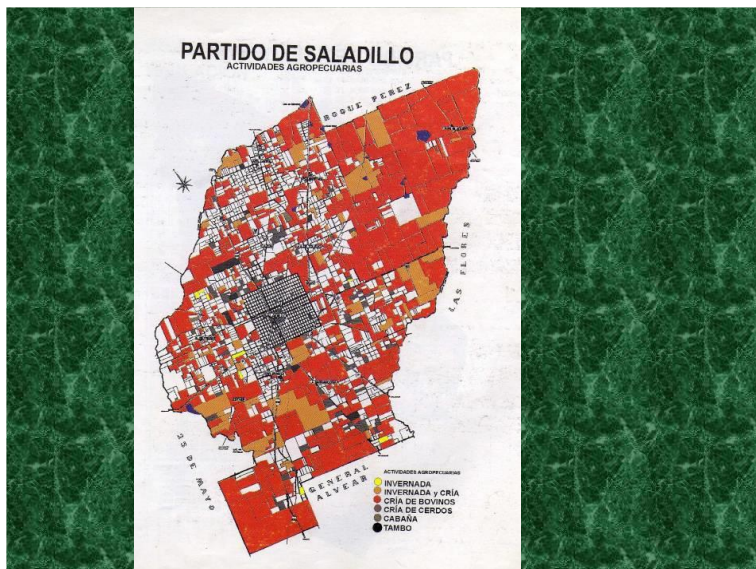 PARTIDO DE SALADILLO
ACTIVIDADES AGROPECUARIAS
ROQUE PEREZ
LAS FLORES
25 DE MAYO
GENERAL
ALVEAR
ACTIVIDADES AGROPECUARIAS
INVERNADA
INVERNADA y CRÍA
CRÍA DE BOVINOS
CRÍA DE CERDOS
CABAÑA
TAMBO